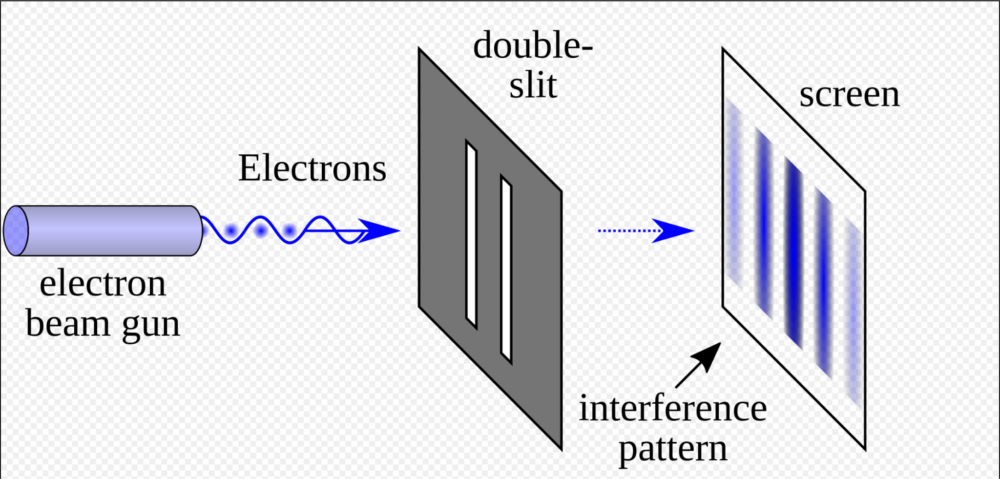 double-
slit
screen
Electrons
electron
beam gun
interference
pattern